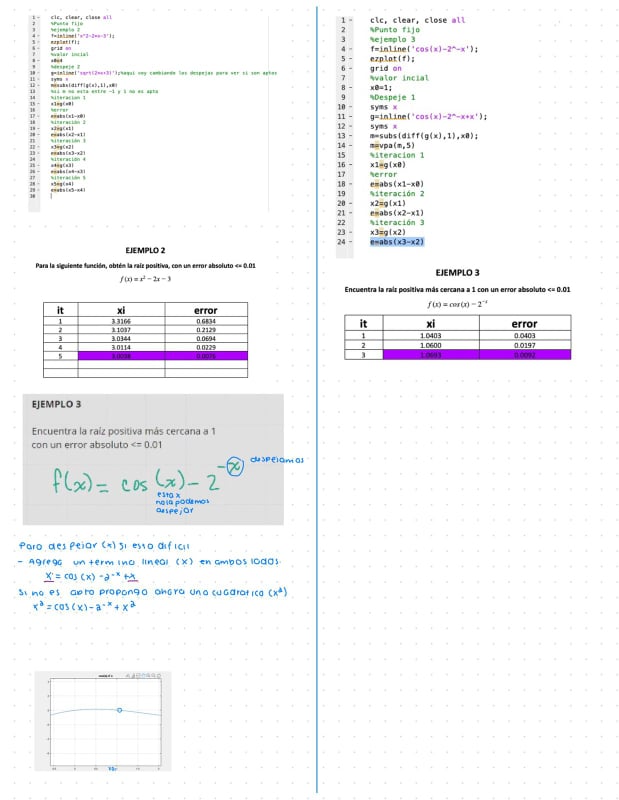 1 - clc, clear, close all
2 %Punto fijo
3 %ejemplo 2
4 - f=inline('x^2-2*x-3');
5 - ezplot(f);
6 - grid on
7 %valor incial
8 - x0=4
9 %despeje 2
10 - g=inline('sqrt(2*x+3)');%aqui voy cambiando los despejes para ver si son aptos
11 - syms x
12 - m=subs(diff(g(x),1),x0)
13 %si m no esta entre -1 y 1 no es apto
14 %iteracion 1
15 - x1=g(x0)
16 %error
17 - e=abs(x1-x0)
18 %iteración 2
19 - x2=g(x1)
20 - e=abs(x2-x1)
21 %iteración 3
22 - x3=g(x2)
23 - e=abs(x3-x2)
24 %iteración 4
25 - x4=g(x3)
26 - e=abs(x4-x3)
27 %iteración 5
28 - x5=g(x4)
29 - e=abs(x5-x4)
30
EJEMPLO 2
Para la siguiente función, obtén la raíz positiva, con un error absoluto <= 0.01
f(x) = x² − 2x − 3
it xi error
1 3.3166 0.6834
2 3.1037 0.2129
3 3.0344 0.0694
4 3.0114 0.0229
5 3.0038 0.0076
EJEMPLO 3
Encuentra la raíz positiva más cercana a 1
con un error absoluto <= 0.01
f(x) = cos (x) - 2^-x despejamos
esta x
no la podemos
despejar
Para despejar (x) si esto dificil
- Agrego un termino lineal (x) en ambos lados.
x = cos (x) - 2^-x + x
Si no es apto propongo ahora una cuadratica (x²)
x² = cos (x) - 2^-x + x²
1 - clc, clear, close all
2 %Punto fijo
3 %ejemplo 3
4 - f=inline('cos(x)-2^-x');
5 - ezplot(f);
6 - grid on
7 %valor incial
8 - x0=1;
9 %Despeje 1
10 - syms x
11 - g=inline('cos(x)-2^-x+x');
12 - syms x
13 - m=subs(diff(g(x),1),x0);
14 - m=vpa(m,5)
15 %iteracion 1
16 - x1=g(x0)
17 %error
18 - e=abs(x1-x0)
19 %iteración 2
20 - x2=g(x1)
21 - e=abs(x2-x1)
22 %iteración 3
23 - x3=g(x2)
24 - e=abs(x3-x2)
EJEMPLO 3
Encuentra la raíz positiva más cercana a 1 con un error absoluto <= 0.01
f(x) = cos(x) − 2^−x
it xi error
1 1.0403 0.0403
2 1.0600 0.0197
3 1.0693 0.0092